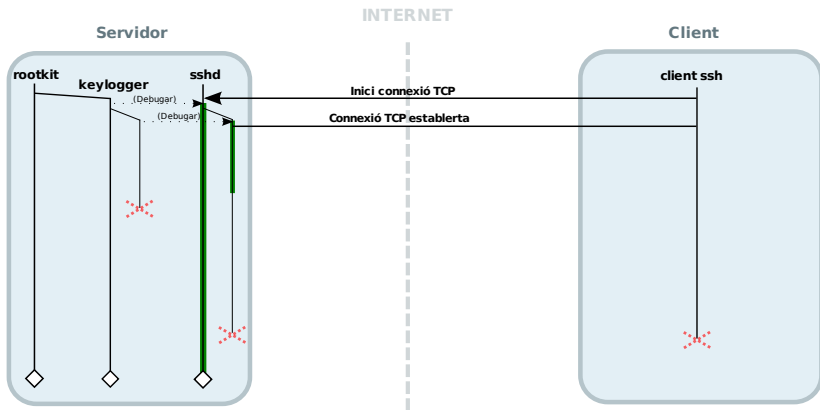 INTERNET
Servidor
Client
rootkit
keylogger
sshd
client ssh
Inici connexió TCP
(Debugar)
Connexió TCP establerta
(Debugar)